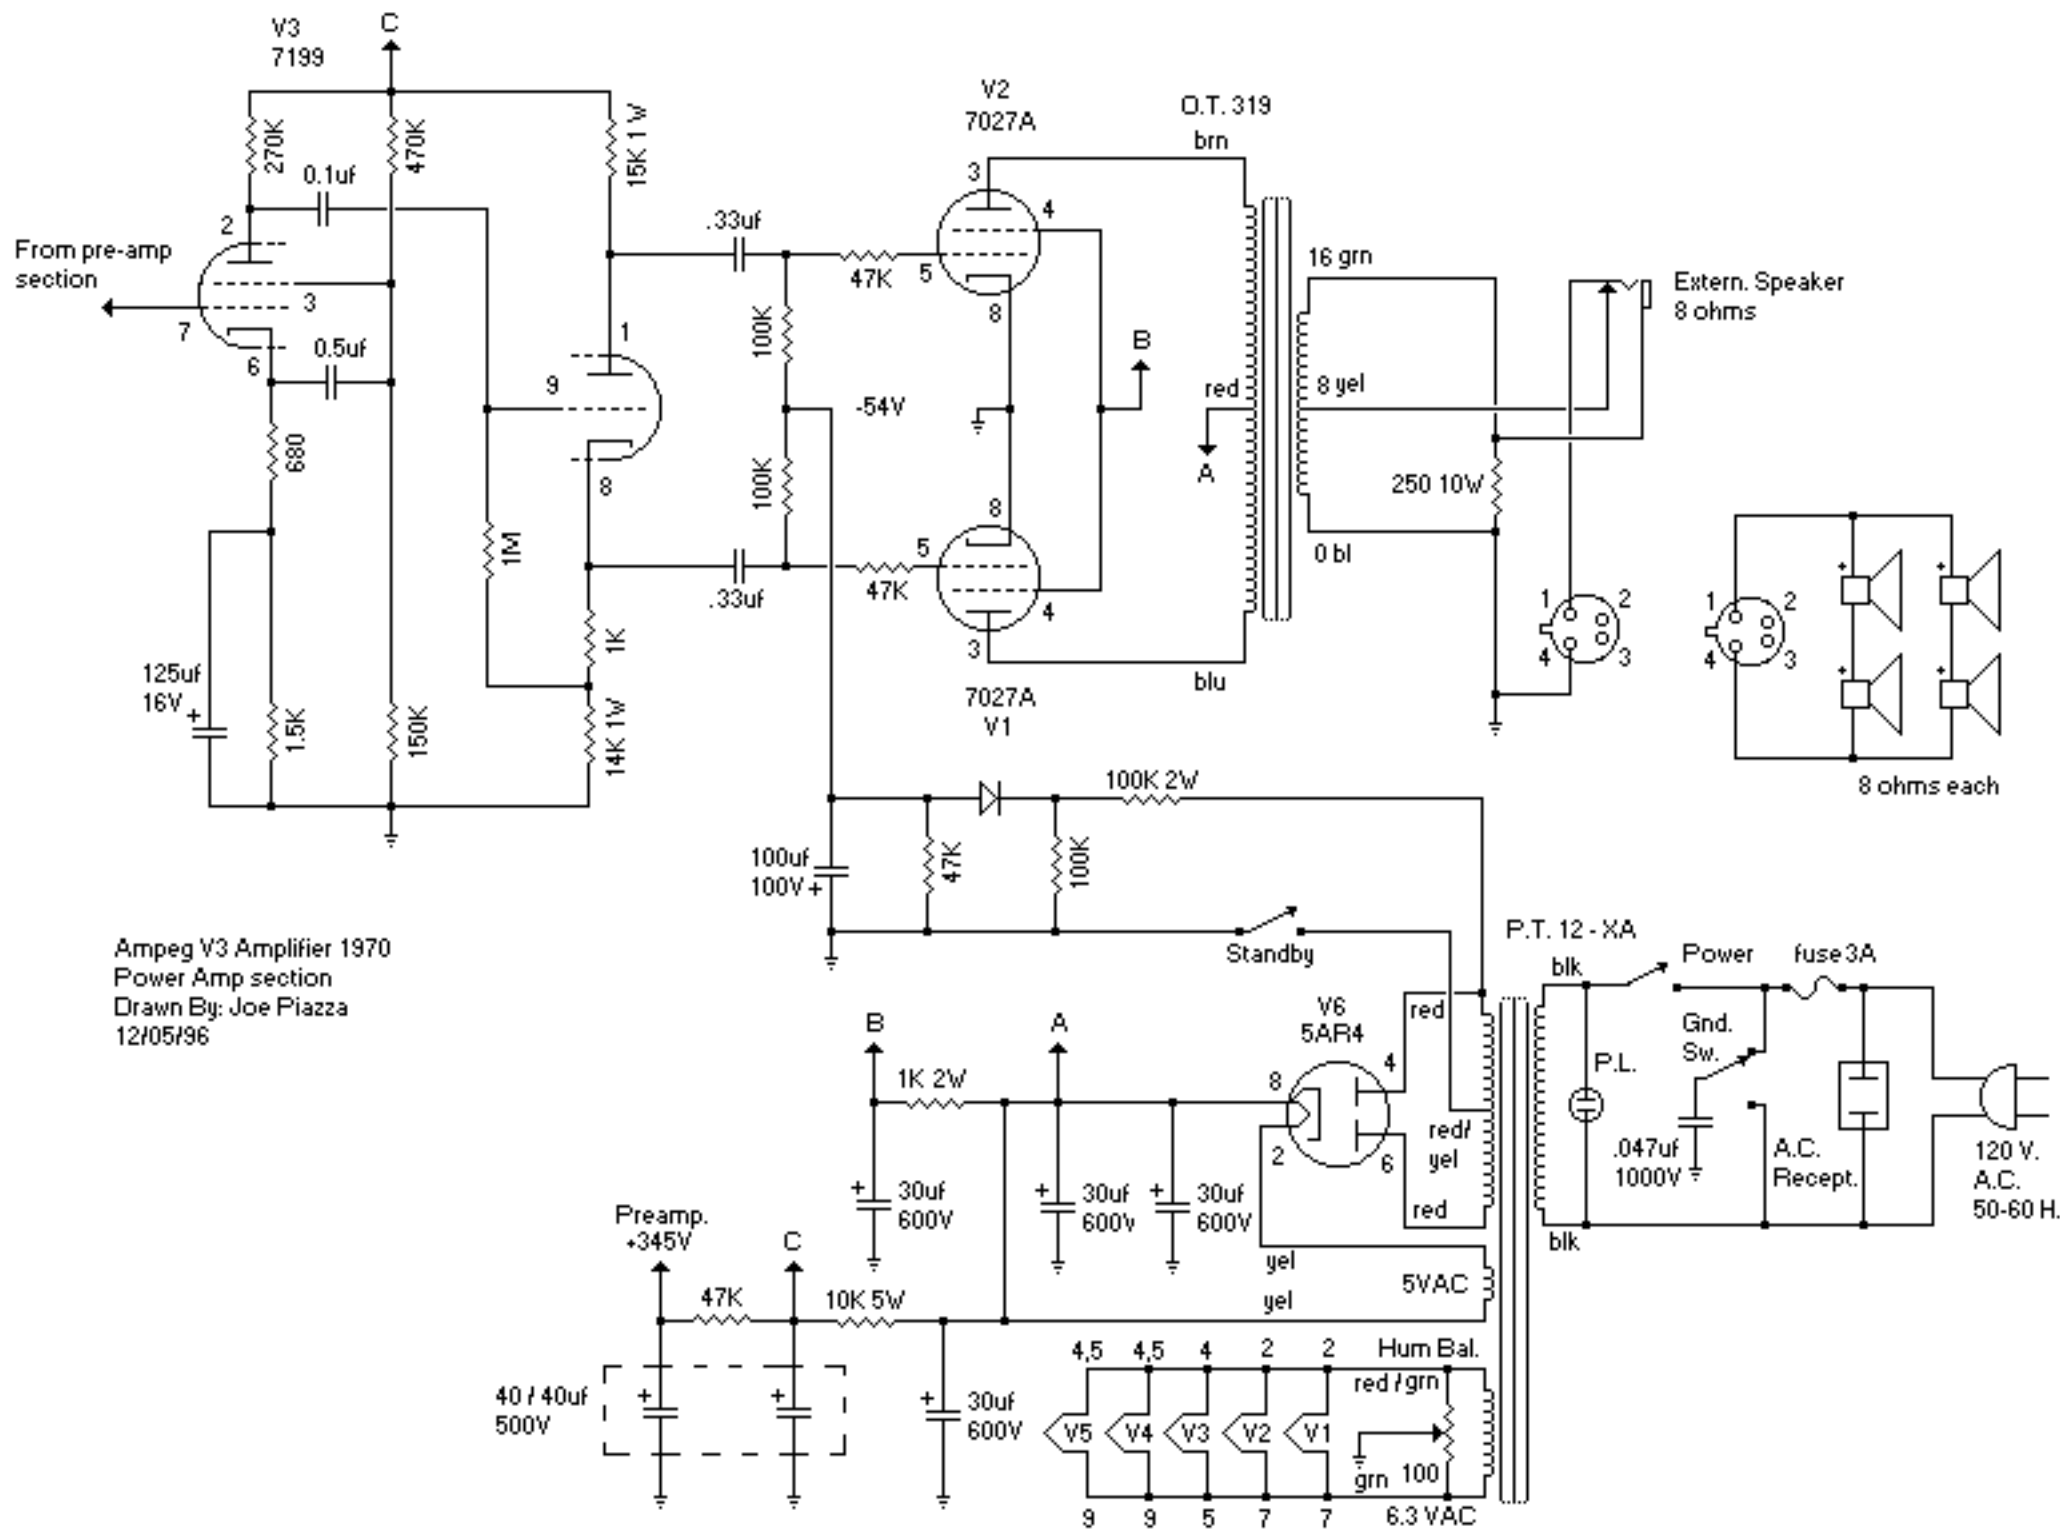 V3
7199
C
270K
470K
15K 1 W
0.1uf
2
From pre-amp
section
3
7
6
0.5uf
680
125uf
16V
+
1.5K
150K
1M
9
1
8
1K
14K 1W
.33uf
100K
47K
-54V
100K
.33uf
47K
V2
7027A
3
4
5
8
8
5
4
3
7027A
V1
B
O.T. 319
brn
red
A
blu
16 grn
8 yel
250 10W
0 bl
Extern. Speaker
8 ohms
1
2
4
3
1
2
4
3
+
+
+
+
8 ohms each
100K 2W
100uf
100V +
47K
100K
Standby
Ampeg V3 Amplifier 1970
Power Amp section
Drawn By: Joe Piazza
12/05/96
P.T. 12 - XA
blk
Power
fuse 3A
Gnd.
Sw.
P.L.
.047uf
1000V
A.C.
Recept.
120 V.
A.C.
50-60 H.
blk
V6
5AR4
red
4
8
2
6
red/
yel
red
B
A
1K 2W
+
30uf
600V
+
30uf
600V
+
30uf
600V
yel
5VAC
yel
Preamp.
+345V
C
47K
10K 5W
40 / 40uf
500V
+
+
+
30uf
600V
4,5
4,5
4
2
2
Hum Bal.
red / grn
V5
V4
V3
V2
V1
grn
100
9
9
5
7
7
6.3 VAC